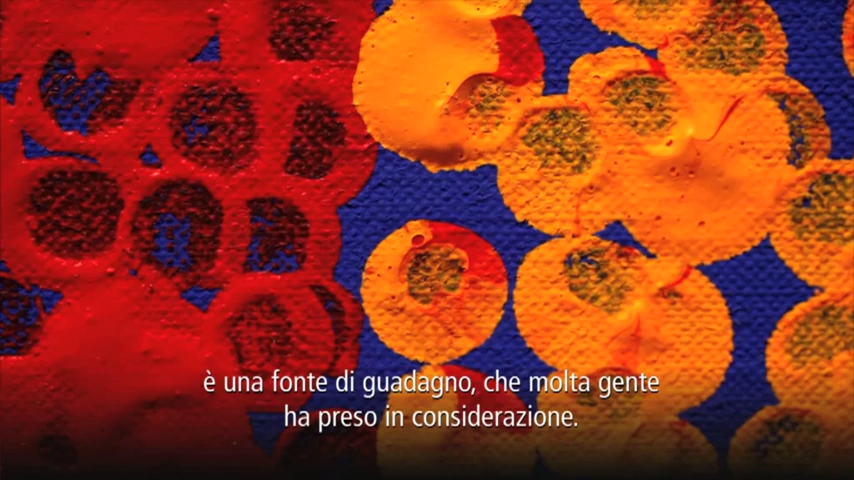 è una fonte di guadagno, che molta gente
ha preso in considerazione.